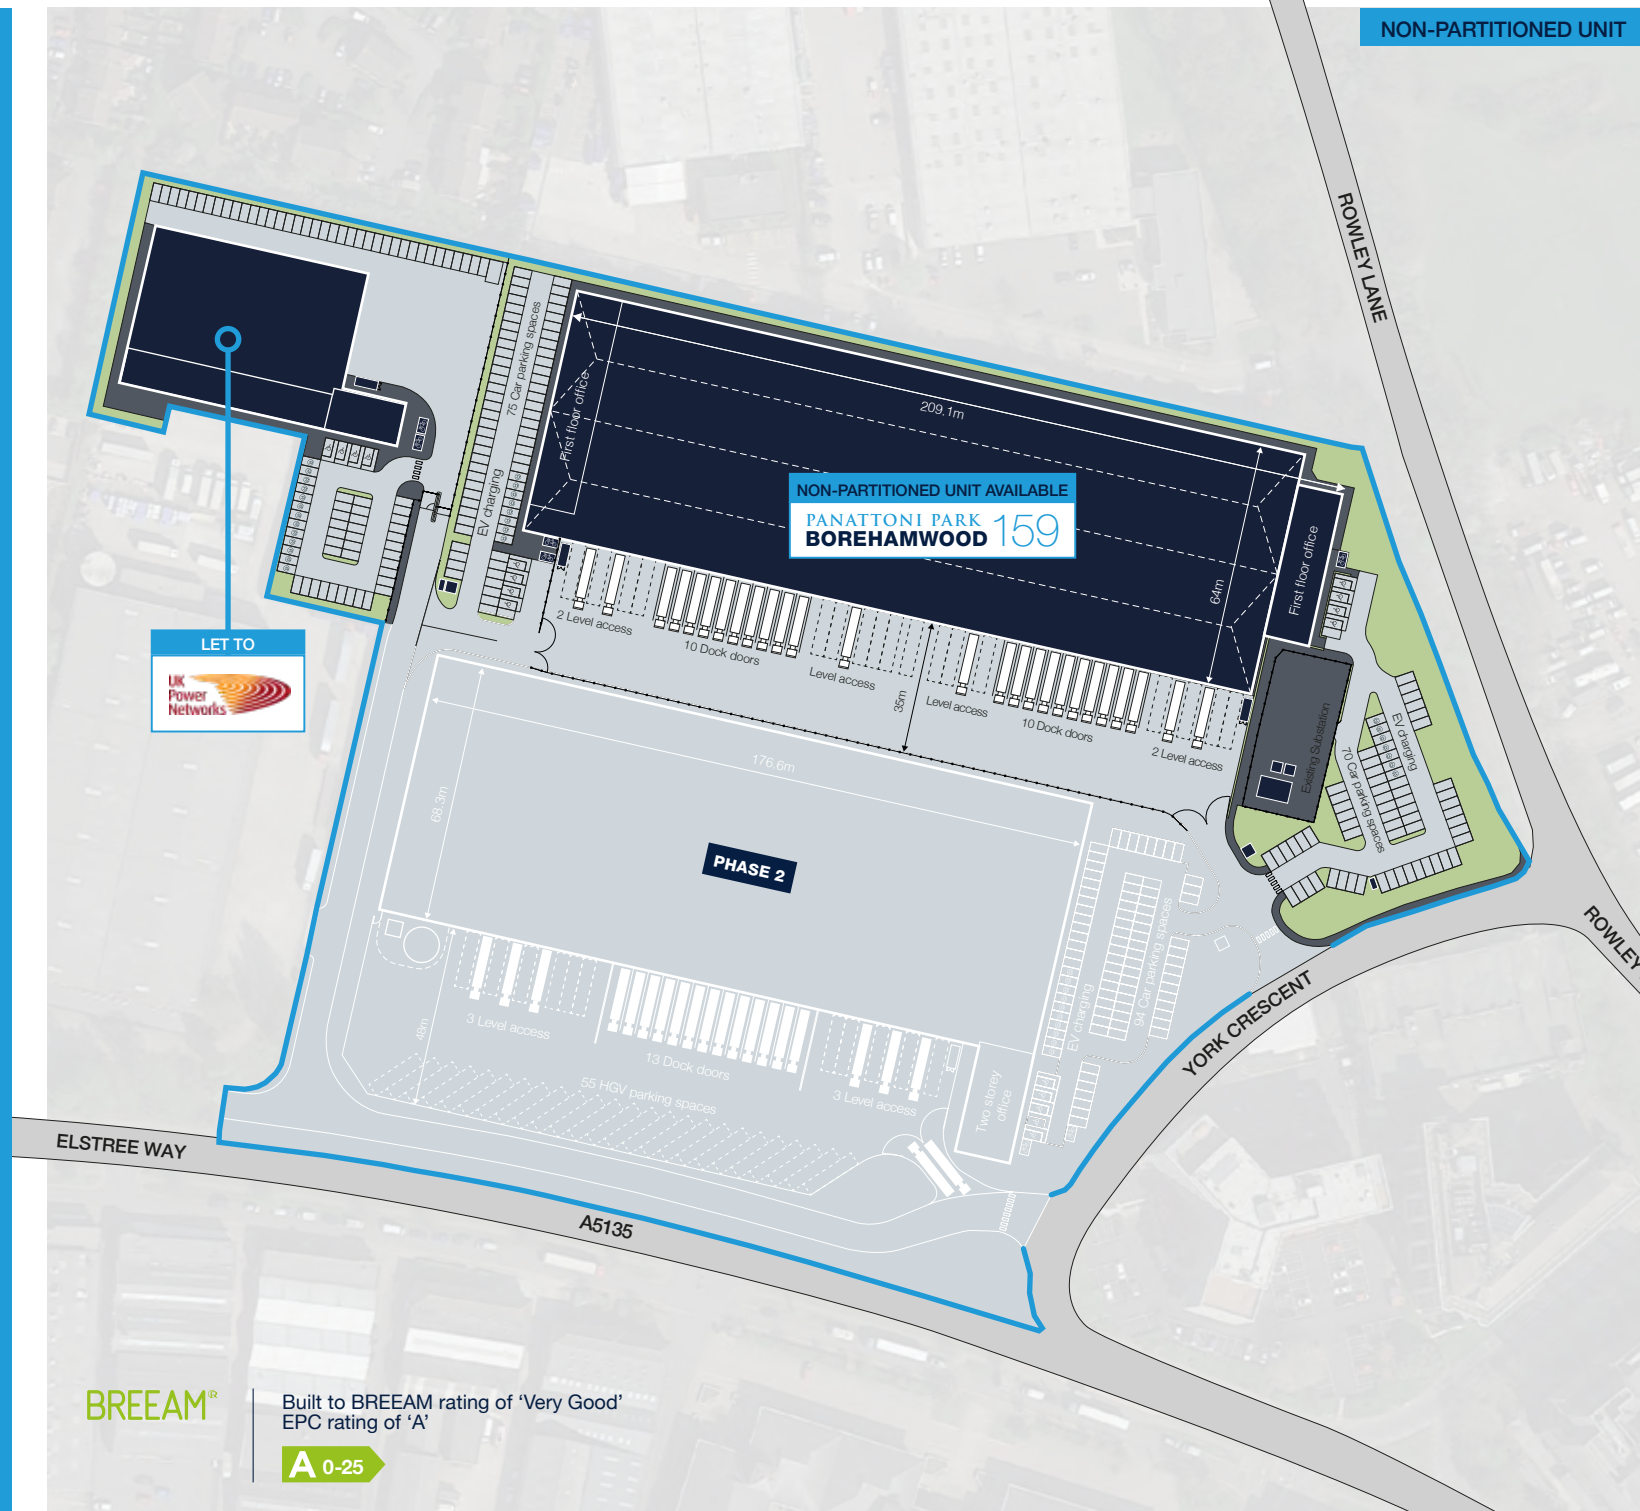 NON-PARTITIONED UNIT
ROWLEY LANE
75 Car parking spaces
EV charging
First floor office
209.1m
NON-PARTITIONED UNIT AVAILABLE
PANATTONI PARK
BOREHAMWOOD 159
64m
First floor office
2 Level access
10 Dock doors
Level access
35m
Level access
10 Dock doors
2 Level access
Existing Substation
EV charging
70 Car parking spaces
LET TO
UK
Power
Networks
176.6m
68.3m
PHASE 2
ROWLEY
94 Car parking spaces
EV charging
YORK CRESCENT
48m
3 Level access
13 Dock doors
55 HGV parking spaces
3 Level access
Two storey
office
ELSTREE WAY
A5135
BREEAM®
Built to BREEAM rating of ‘Very Good’
EPC rating of ‘A’
A 0-25